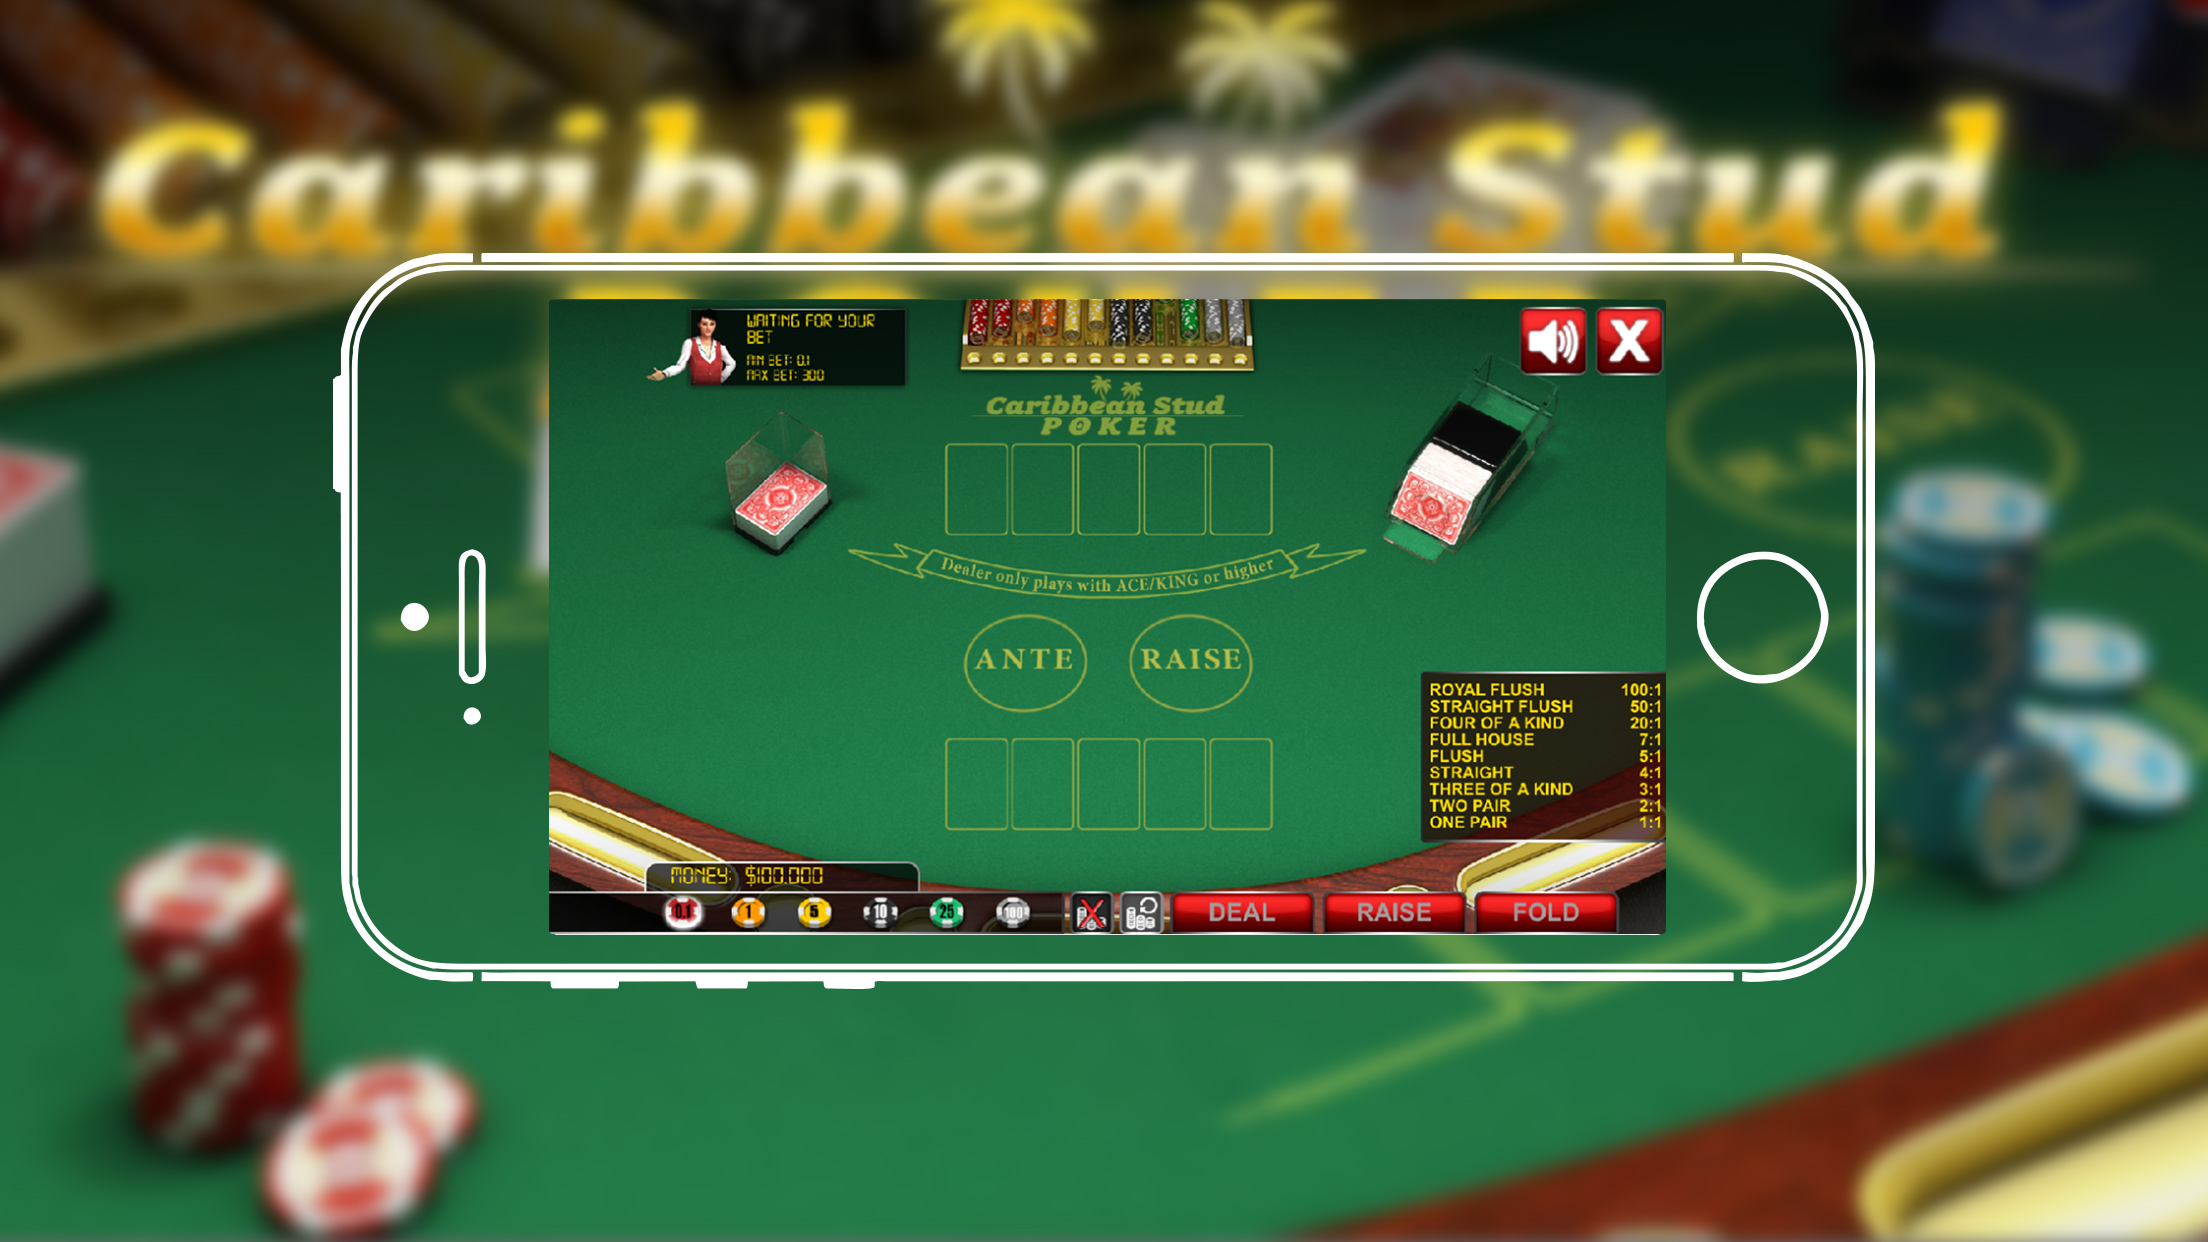 Caribbean Stud
WAITING FOR YOUR
BET
MIN BET: 0.1
MAX BET: 300
Caribbean Stud
POKER
RAISE
Dealer only plays with ACE/KING or higher
ANTE
RAISE
ROYAL FLUSH 100:1
STRAIGHT FLUSH 50:1
FOUR OF A KIND 20:1
FULL HOUSE 7:1
FLUSH 5:1
STRAIGHT 4:1
THREE OF A KIND 3:1
TWO PAIR 2:1
ONE PAIR 1:1
MONEY: $100.000
0.1 1 5 10 25 100
DEAL RAISE FOLD